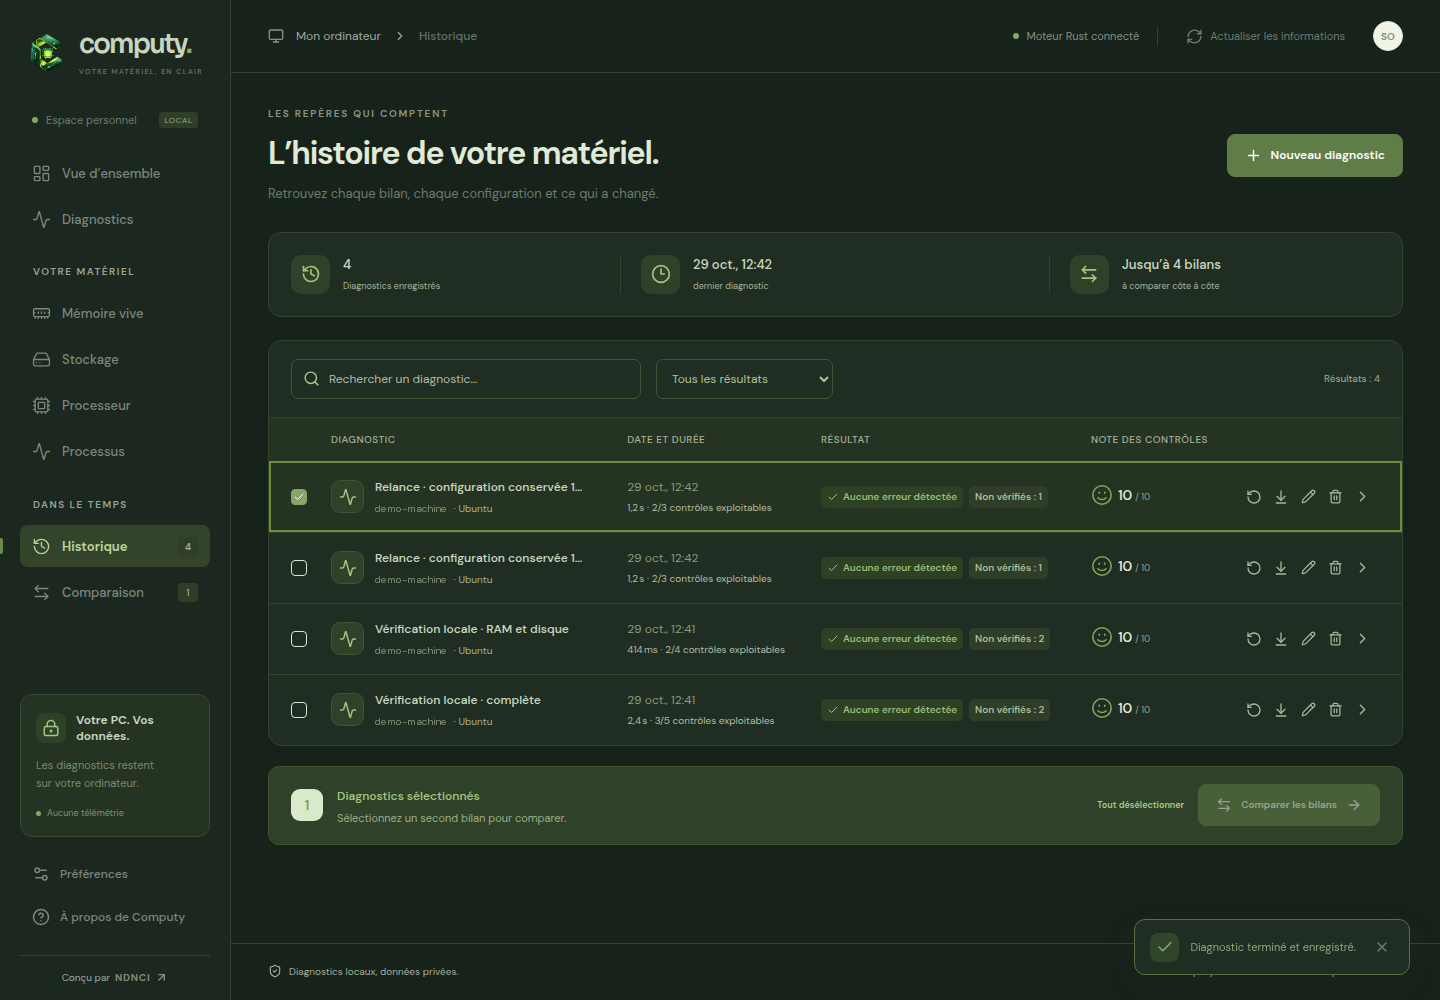 computy.
VOTRE MATÉRIEL, EN CLAIR
Espace personnel LOCAL
Vue d’ensemble
Diagnostics
VOTRE MATÉRIEL
Mémoire vive
Stockage
Processeur
Processus
DANS LE TEMPS
Historique 4
Comparaison 1
Votre PC. Vos
données.
Les diagnostics restent
sur votre ordinateur.
Aucune télémétrie
Préférences
À propos de Computy
Conçu par NDNCI
Mon ordinateur Historique
Moteur Rust connecté
Actualiser les informations
SO
LES REPÈRES QUI COMPTENT
L’histoire de votre matériel.
Retrouvez chaque bilan, chaque configuration et ce qui a changé.
Nouveau diagnostic
4
Diagnostics enregistrés
29 oct., 12:42
dernier diagnostic
Jusqu’à 4 bilans
à comparer côte à côte
Rechercher un diagnostic…
Tous les résultats
Résultats : 4
DIAGNOSTIC DATE ET DURÉE RÉSULTAT NOTE DES CONTRÔLES
Relance · configuration conservée 1…
demo-machine · Ubuntu
29 oct., 12:42
1,2 s · 2/3 contrôles exploitables
Aucune erreur détectée Non vérifiés : 1
10 / 10
Relance · configuration conservée 1…
demo-machine · Ubuntu
29 oct., 12:42
1,2 s · 2/3 contrôles exploitables
Aucune erreur détectée Non vérifiés : 1
10 / 10
Vérification locale · RAM et disque
demo-machine · Ubuntu
29 oct., 12:41
414 ms · 2/4 contrôles exploitables
Aucune erreur détectée Non vérifiés : 2
10 / 10
Vérification locale · complète
demo-machine · Ubuntu
29 oct., 12:41
2,4 s · 3/5 contrôles exploitables
Aucune erreur détectée Non vérifiés : 2
10 / 10
1
Diagnostics sélectionnés
Sélectionnez un second bilan pour comparer.
Tout désélectionner
Comparer les bilans
Diagnostic terminé et enregistré.
Diagnostics locaux, données privées.